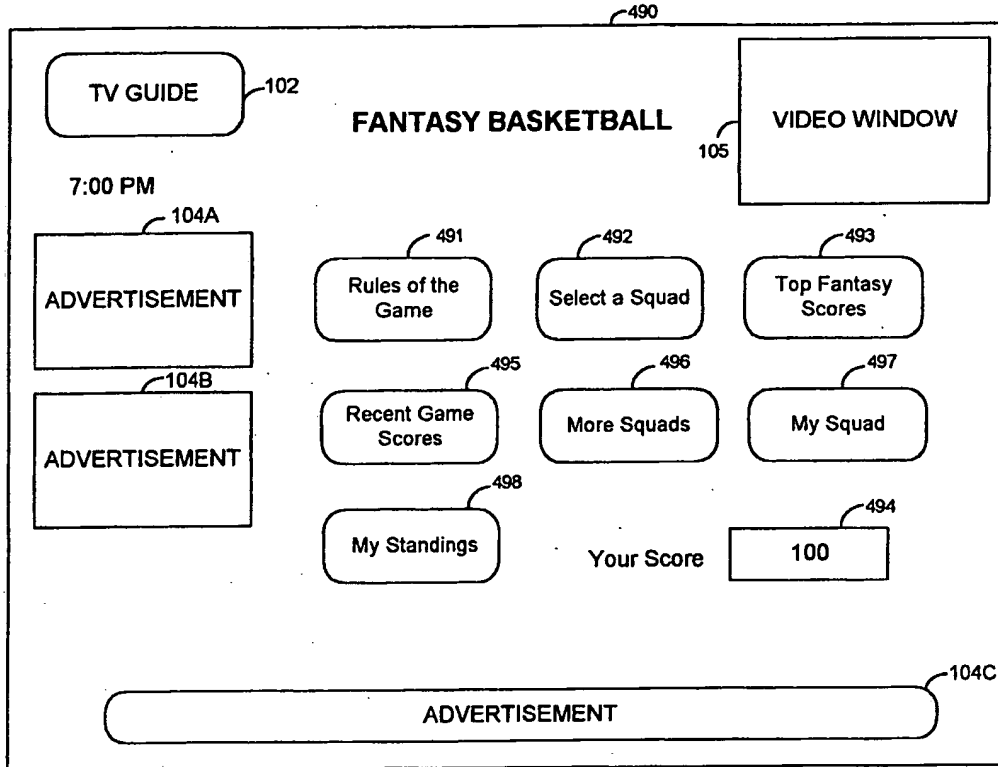 490
TV GUIDE
102
FANTASY BASKETBALL
105
VIDEO WINDOW
7:00 PM
104A
ADVERTISEMENT
104B
ADVERTISEMENT
491
Rules of the
Game
492
Select a Squad
493
Top Fantasy
Scores
495
Recent Game
Scores
496
More Squads
497
My Squad
498
My Standings
Your Score
494
100
104C
ADVERTISEMENT